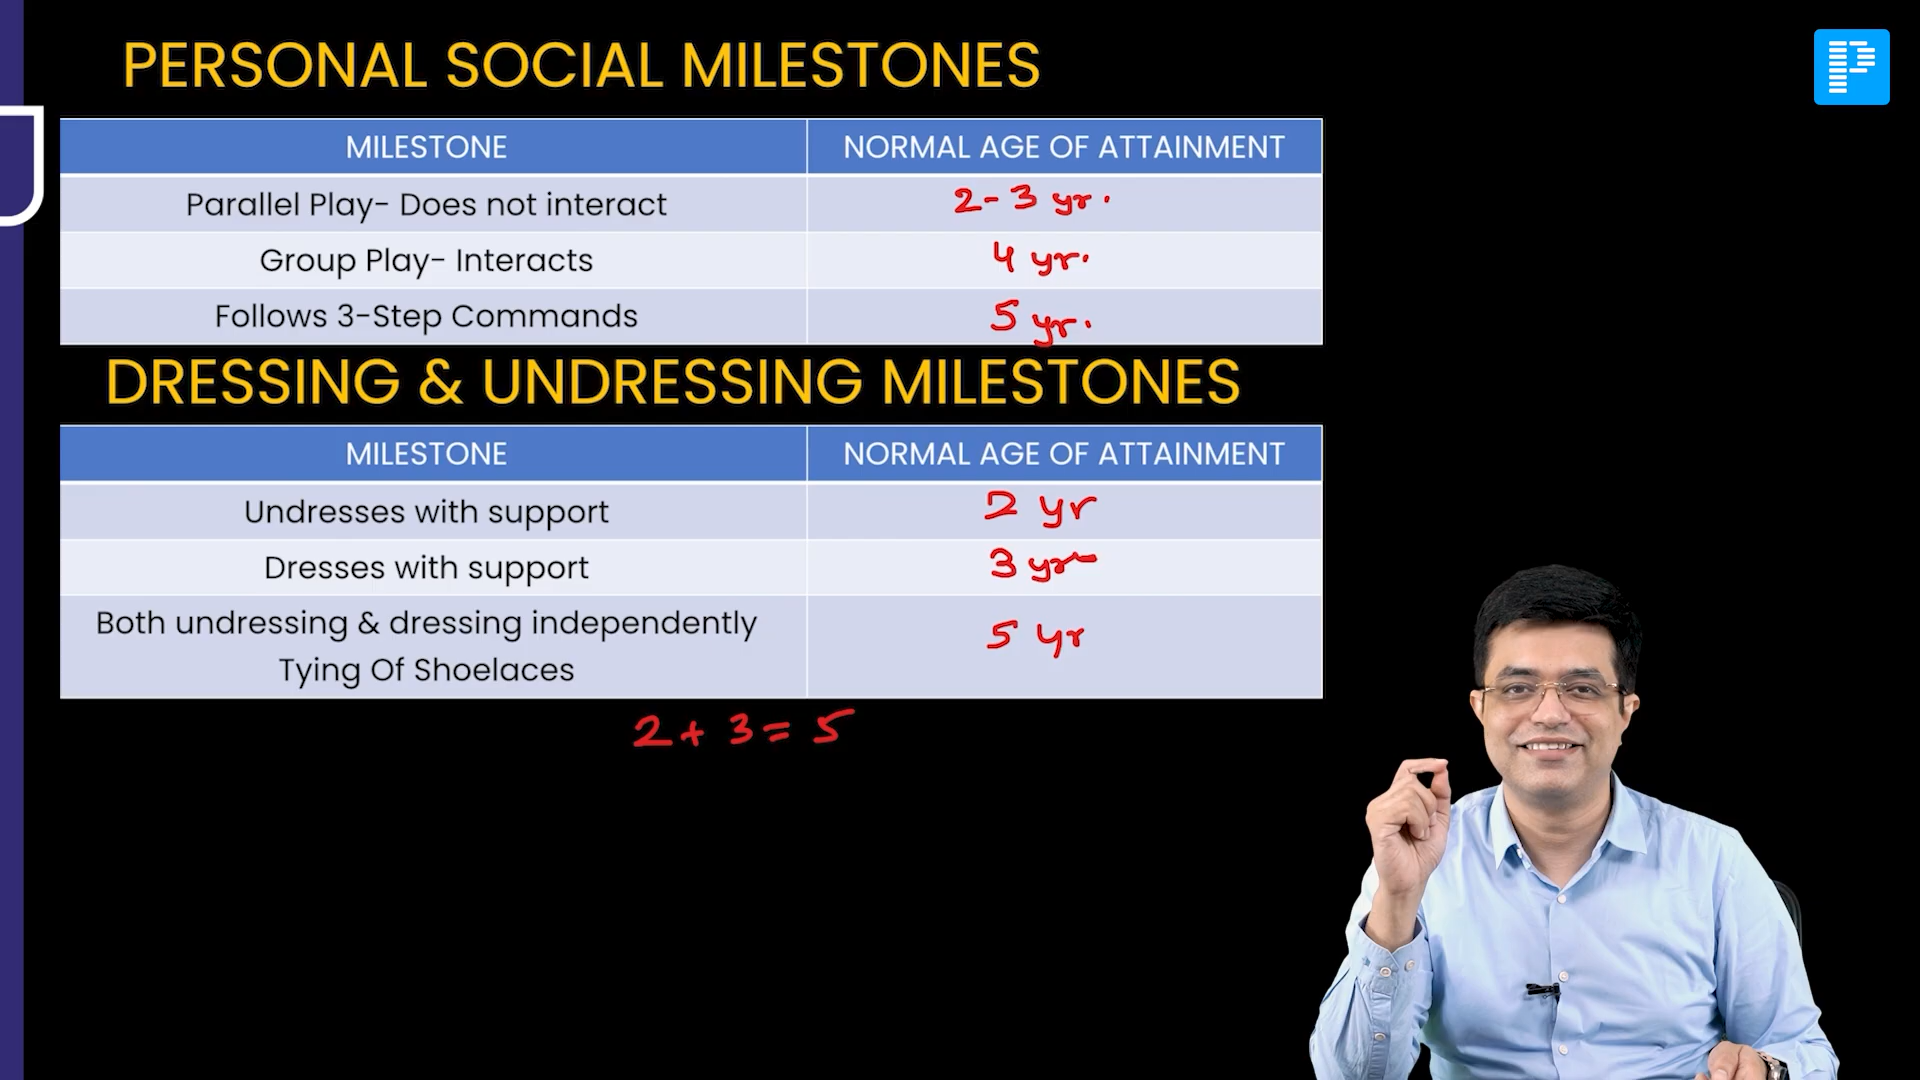 PERSONAL SOCIAL MILESTONES
MILESTONE NORMAL AGE OF ATTAINMENT
Parallel Play- Does not interact 2-3 yr.
Group Play- Interacts 4 yr.
Follows 3-Step Commands 5 yr.
DRESSING & UNDRESSING MILESTONES
MILESTONE NORMAL AGE OF ATTAINMENT
Undresses with support 2 yr
Dresses with support 3 yr
Both undressing & dressing independently 5 yr
Tying Of Shoelaces
2+3=5